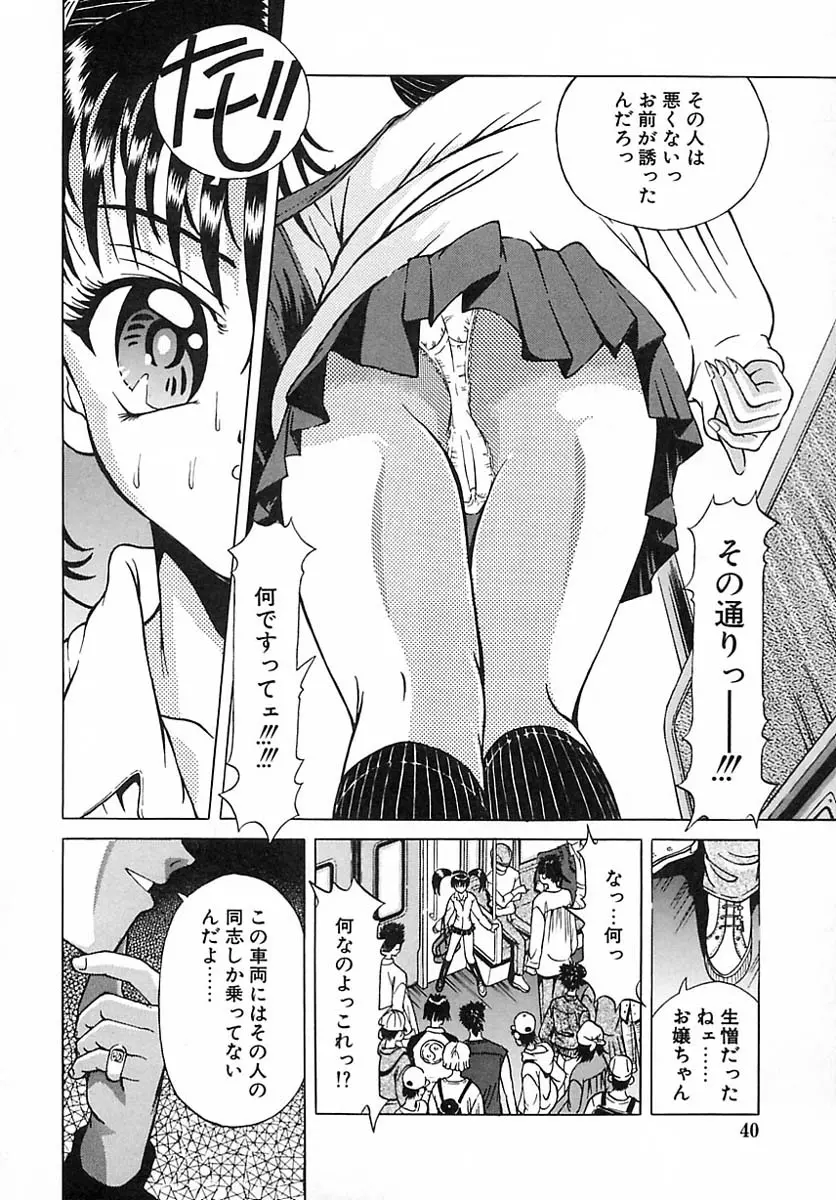 その人は
悪くないっ
お前が誘った
んだろっ
その通りっ――!!!
何ですってェ!!!!!!
生憎だった
ねェ……
お嬢ちゃん
なっ…何っ
何なのよっこれっ!?
この車両にはその人の
同志しか乗ってない
んだよ……
40